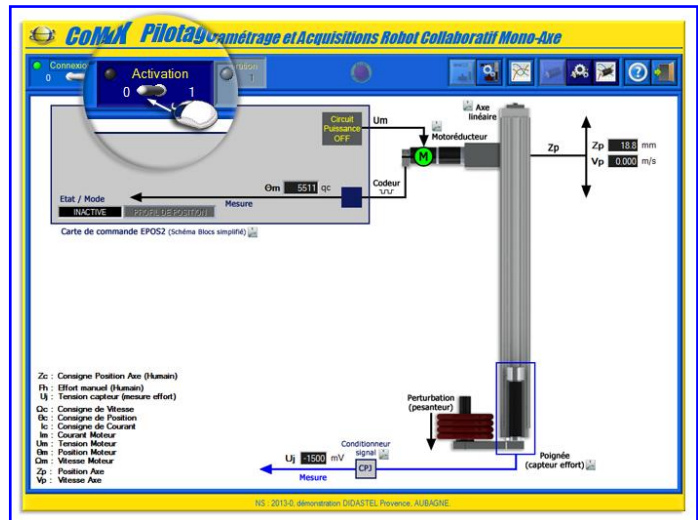 CoMAX Pilotage
Paramétrage et Acquisitions Robot Collaboratif Mono-Axe
Connexion
0
Activation
0 1
1
Circuit
Puissance
OFF
Um
Axe
linéaire
Motoréducteur
M
Zp
Zp 18.8 mm
Vp 0.000 m/s
Θm 5511 qc
Codeur
Mesure
Etat / Mode
INACTIVE PROFIL DE POSITION
Carte de commande EPOS2 (Schéma Blocs simplifié)
Zc : Consigne Position Axe (Humain)
Fh : Effort manuel (Humain)
Uj : Tension capteur (mesure effort)
Ωc : Consigne de Vitesse
Θc : Consigne de Position
Ic : Consigne de Courant
Im : Courant Moteur
Um : Tension Moteur
Θm : Position Moteur
Ωm : Vitesse Moteur
Zp : Position Axe
Vp : Vitesse Axe
Perturbation
(pesanteur)
Conditionneur
signal
Uj -1500 mV
CPJ
Mesure
Poignée
(capteur effort)
NS : 2013-0, démonstration DIDASTEL Provence, AUBAGNE.